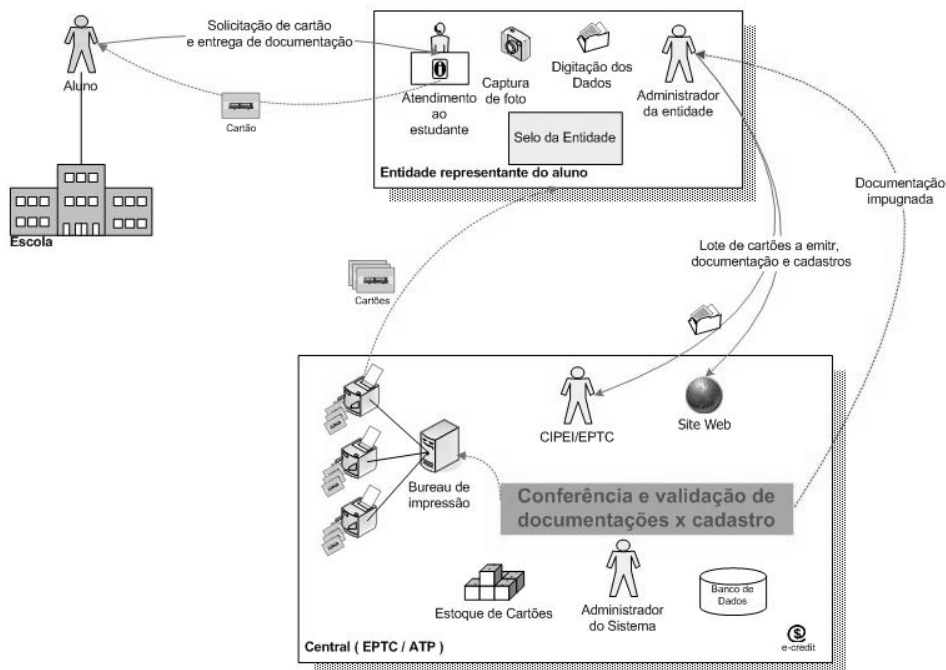 Solicitação de cartão
e entrega de documentação
Aluno
Cartão
Escola
Atendimento
ao
estudante
Captura
de foto
Digitação dos
Dados
Administrador
da entidade
Selo da Entidade
Entidade representante do aluno
Documentação
impugnada
Lote de cartões a emitr,
documentação e cadastros
Cartões
CIPEI/EPTC
Site Web
Bureau de
impressão
Conferência e validação de
documentações x cadastro
Estoque de Cartões
Administrador
do Sistema
Banco de
Dados
e-credit
Central ( EPTC / ATP )